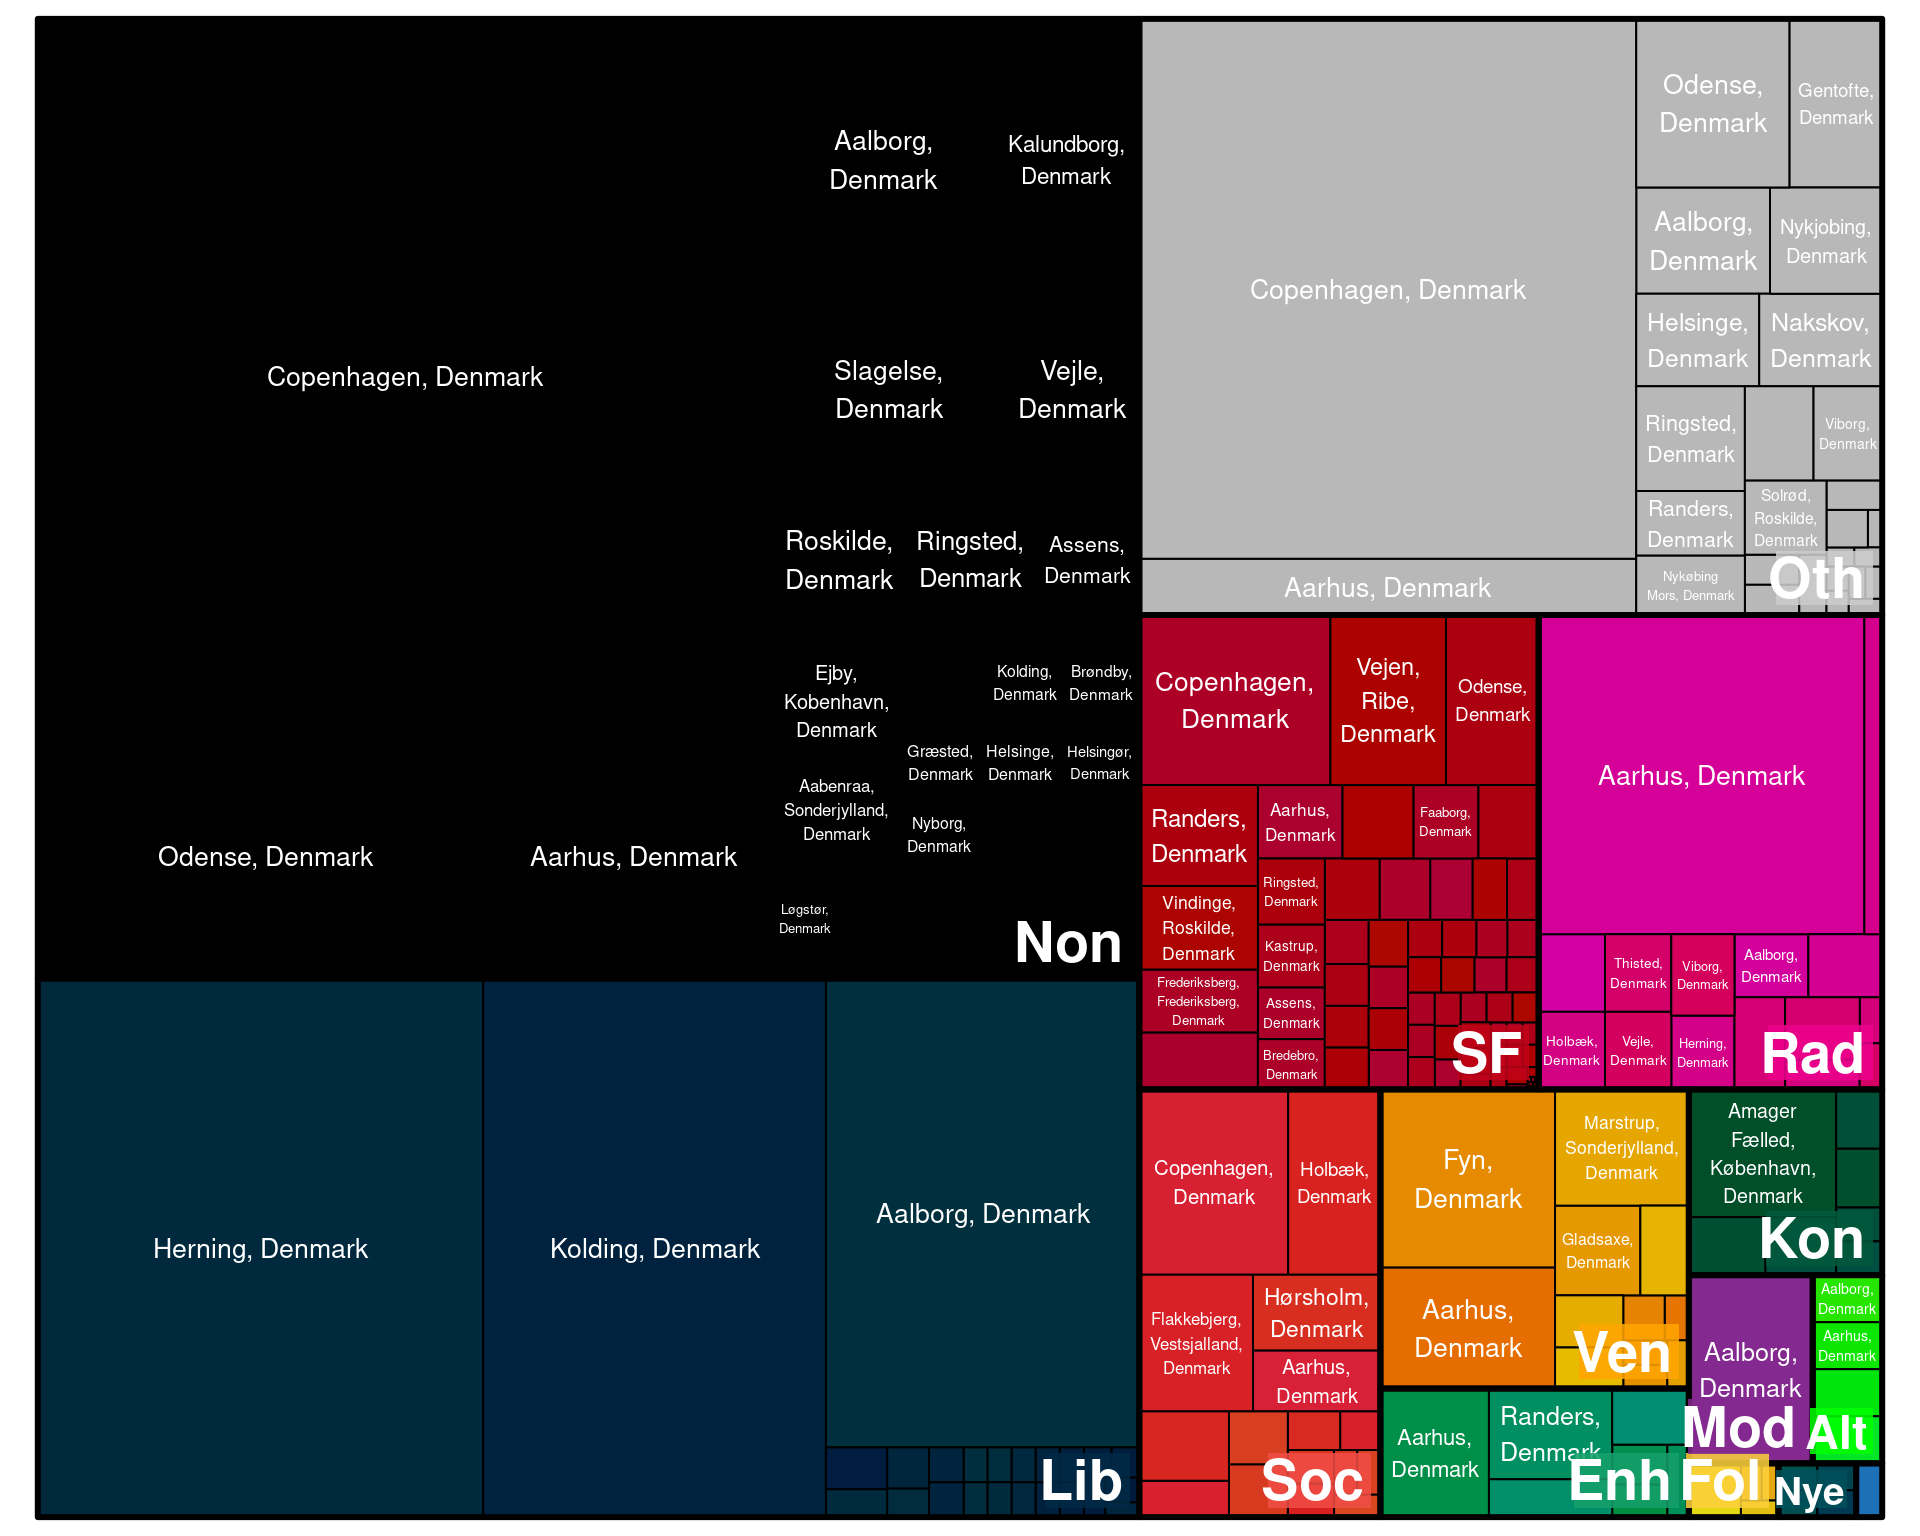 Copenhagen, Denmark
Aalborg,
Denmark
Kalundborg,
Denmark
Slagelse,
Denmark
Vejle,
Denmark
Roskilde,
Denmark
Ringsted,
Denmark
Assens,
Denmark
Ejby,
Kobenhavn,
Denmark
Kolding,
Denmark
Brøndby,
Denmark
Græsted,
Denmark
Helsinge,
Denmark
Helsingør,
Denmark
Aabenraa,
Sonderjylland,
Denmark
Nyborg,
Denmark
Odense, Denmark
Aarhus, Denmark
Løgstør,
Denmark
Non
Herning, Denmark
Kolding, Denmark
Aalborg, Denmark
Lib
Copenhagen, Denmark
Aarhus, Denmark
Odense,
Denmark
Gentofte,
Denmark
Aalborg,
Denmark
Nykjobing,
Denmark
Helsinge,
Denmark
Nakskov,
Denmark
Ringsted,
Denmark
Viborg,
Denmark
Randers,
Denmark
Solrød,
Roskilde,
Denmark
Nykøbing
Mors, Denmark
Oth
Copenhagen,
Denmark
Vejen,
Ribe,
Denmark
Odense,
Denmark
Randers,
Denmark
Aarhus,
Denmark
Faaborg,
Denmark
Vindinge,
Roskilde,
Denmark
Ringsted,
Denmark
Kastrup,
Denmark
Frederiksberg,
Frederiksberg,
Denmark
Assens,
Denmark
Bredebro,
Denmark
SF
Aarhus, Denmark
Thisted,
Denmark
Viborg,
Denmark
Aalborg,
Denmark
Holbæk,
Denmark
Vejle,
Denmark
Herning,
Denmark
Rad
Copenhagen,
Denmark
Holbæk,
Denmark
Flakkebjerg,
Vestsjalland,
Denmark
Hørsholm,
Denmark
Aarhus,
Denmark
Soc
Fyn,
Denmark
Marstrup,
Sonderjylland,
Denmark
Gladsaxe,
Denmark
Aarhus,
Denmark
Ven
Amager
Fælled,
København,
Denmark
Kon
Aarhus,
Denmark
Randers,
Denmark
Enh
Aalborg,
Denmark
Mod
Aalborg,
Denmark
Aarhus,
Denmark
Alt
Fol
Nye